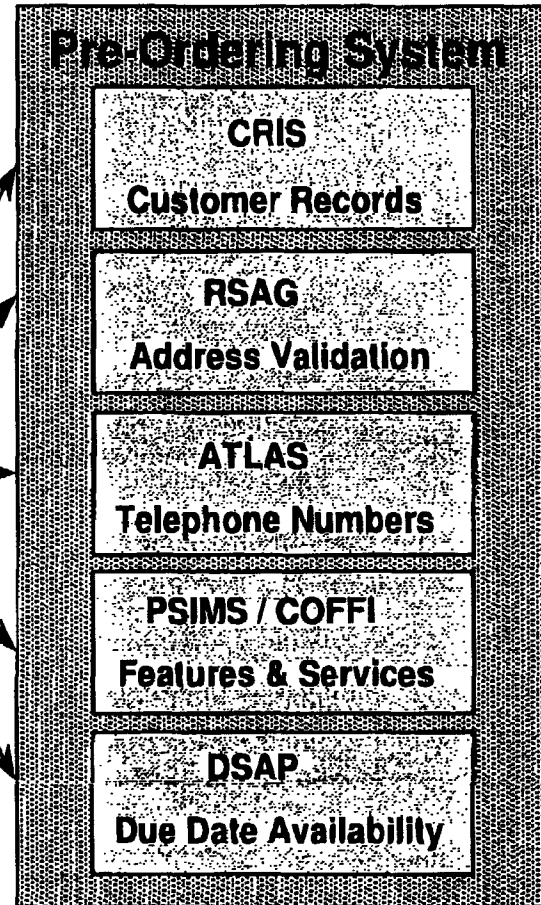 Pre-Ordering System
CRIS
Customer Records
RSAG
Address Validation
ATLAS
Telephone Numbers
PSIMS / COFFI
Features & Services
DSAP
Due Date Availability